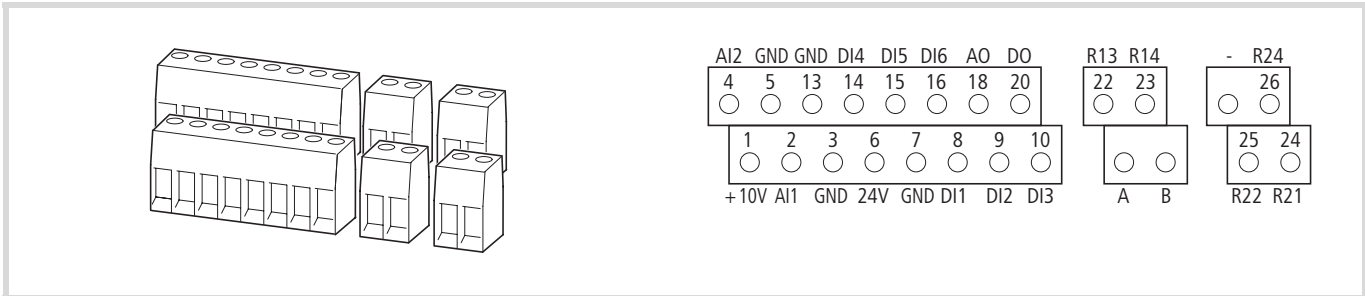 AI2 GND GND DI4 DI5 DI6 AO DO R13 R14 - R24
4 5 13 14 15 16 18 20 22 23 26
1 2 3 6 7 8 9 10 25 24
+10V AI1 GND 24V GND DI1 DI2 DI3 A B R22 R21